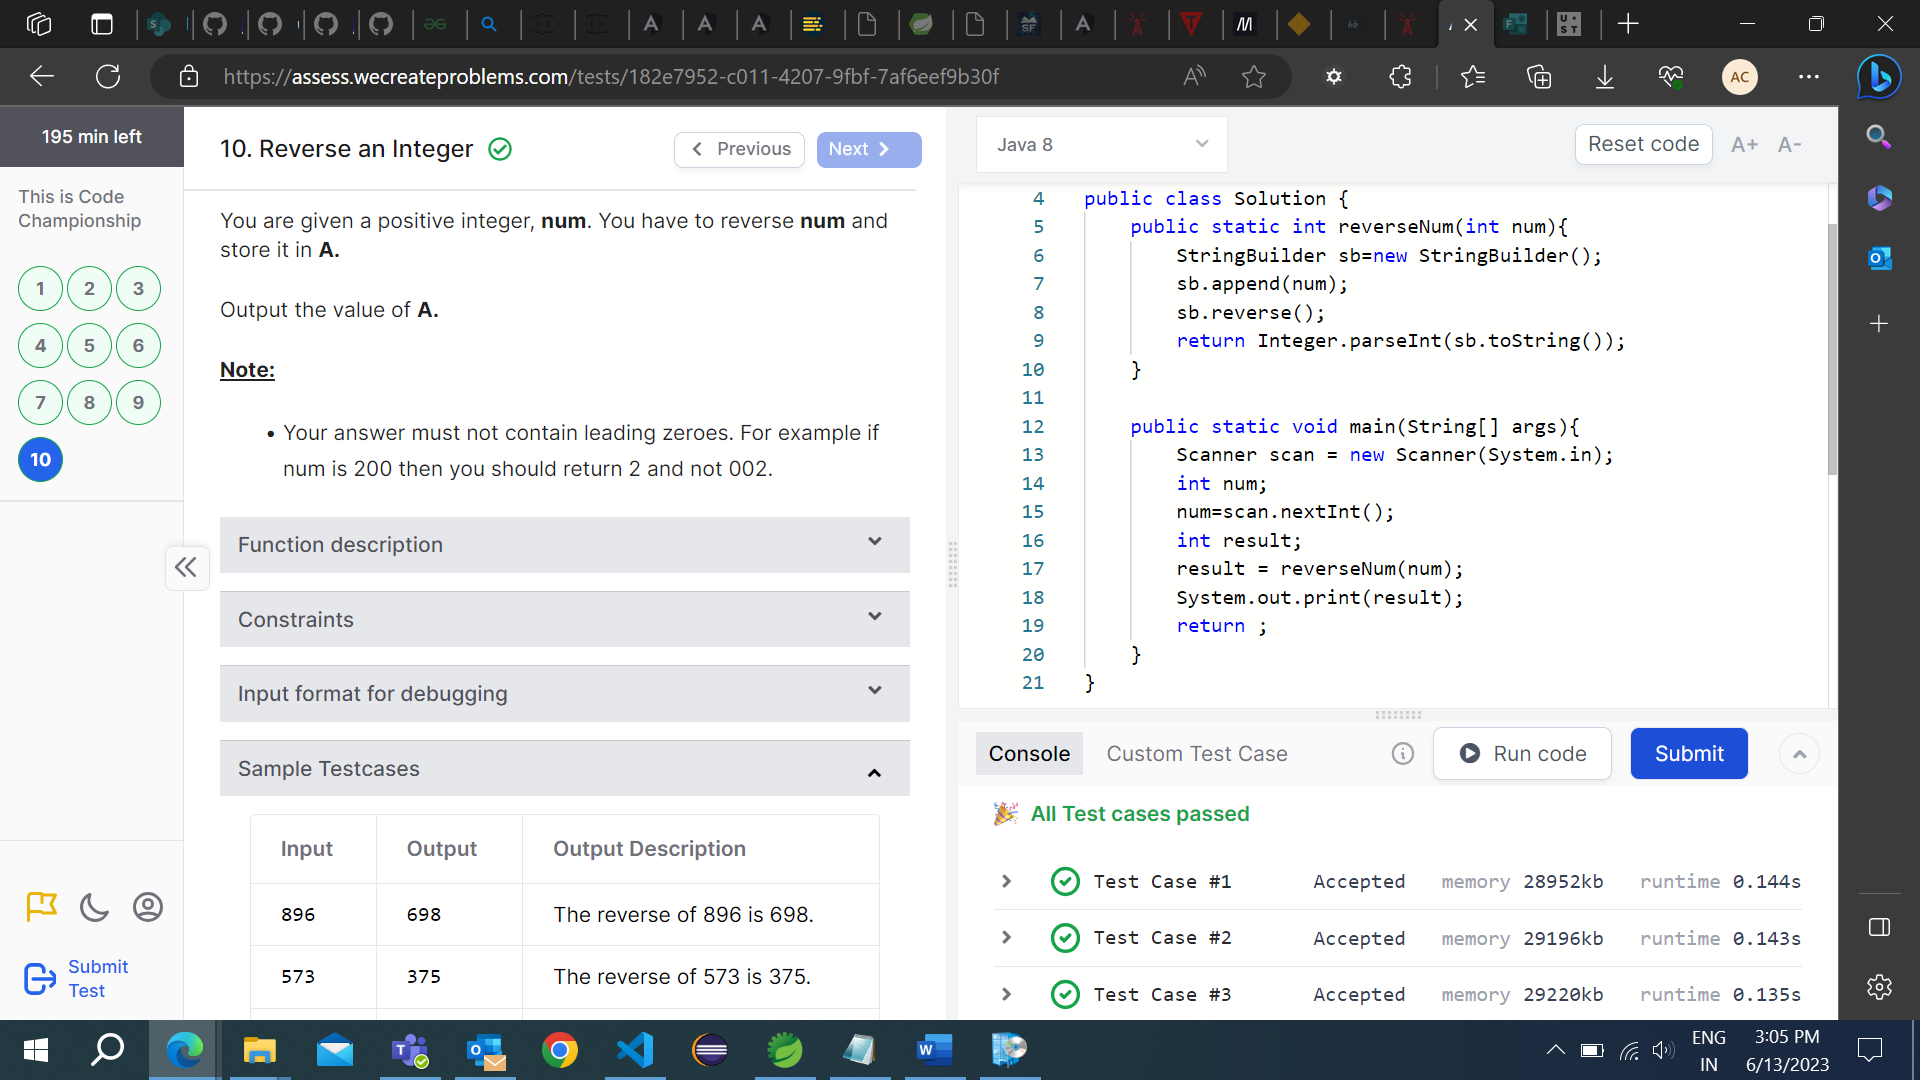 https://assess.wecreateproblems.com/tests/182e7952-c011-4207-9fbf-7af6eef9b30f
AC
195 min left
This is Code
Championship
1 2 3
4 5 6
7 8 9
10
Submit
Test
10. Reverse an Integer
Previous
Next
You are given a positive integer, num. You have to reverse num and
store it in A.
Output the value of A.
Note:
• Your answer must not contain leading zeroes. For example if
num is 200 then you should return 2 and not 002.
Function description
Constraints
Input format for debugging
Sample Testcases
Input Output Output Description
896 698 The reverse of 896 is 698.
573 375 The reverse of 573 is 375.
Java 8
Reset code
A+ A-
4 public class Solution {
5 public static int reverseNum(int num){
6 StringBuilder sb=new StringBuilder();
7 sb.append(num);
8 sb.reverse();
9 return Integer.parseInt(sb.toString());
10 }
11
12 public static void main(String[] args){
13 Scanner scan = new Scanner(System.in);
14 int num;
15 num=scan.nextInt();
16 int result;
17 result = reverseNum(num);
18 System.out.print(result);
19 return ;
20 }
21 }
Console Custom Test Case
Run code
Submit
All Test cases passed
Test Case #1 Accepted memory 28952kb runtime 0.144s
Test Case #2 Accepted memory 29196kb runtime 0.143s
Test Case #3 Accepted memory 29220kb runtime 0.135s
ENG
IN
3:05 PM
6/13/2023